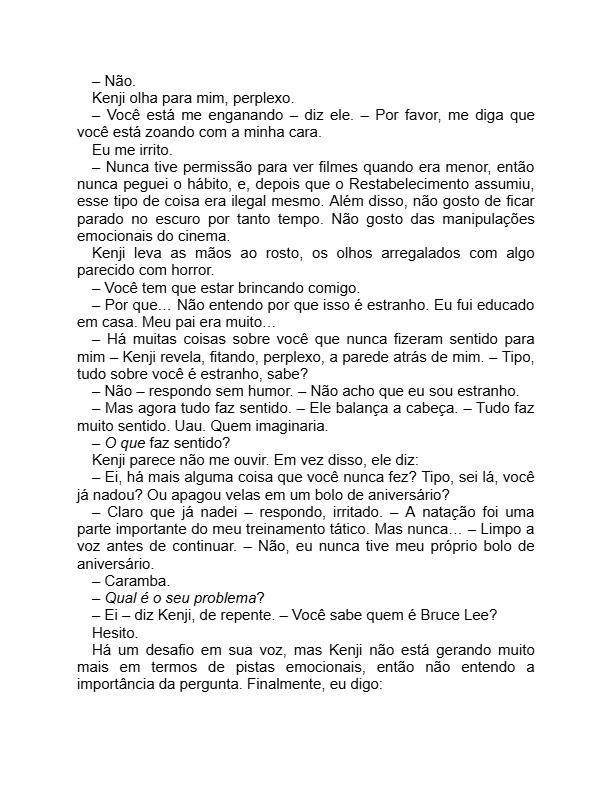 – Não.
Kenji olha para mim, perplexo.
– Você está me enganando – diz ele. – Por favor, me diga que
você está zoando com a minha cara.
Eu me irrito.
– Nunca tive permissão para ver filmes quando era menor, então
nunca peguei o hábito, e, depois que o Restabelecimento assumiu,
esse tipo de coisa era ilegal mesmo. Além disso, não gosto de ficar
parado no escuro por tanto tempo. Não gosto das manipulações
emocionais do cinema.
Kenji leva as mãos ao rosto, os olhos arregalados com algo
parecido com horror.
– Você tem que estar brincando comigo.
– Por que… Não entendo por que isso é estranho. Eu fui educado
em casa. Meu pai era muito…
– Há muitas coisas sobre você que nunca fizeram sentido para
mim – Kenji revela, fitando, perplexo, a parede atrás de mim. – Tipo,
tudo sobre você é estranho, sabe?
– Não – respondo sem humor. – Não acho que eu sou estranho.
– Mas agora tudo faz sentido. – Ele balança a cabeça. – Tudo faz
muito sentido. Uau. Quem imaginaria.
– O que faz sentido?
Kenji parece não me ouvir. Em vez disso, ele diz:
– Ei, há mais alguma coisa que você nunca fez? Tipo, sei lá, você
já nadou? Ou apagou velas em um bolo de aniversário?
– Claro que já nadei – respondo, irritado. – A natação foi uma
parte importante do meu treinamento tático. Mas nunca… – Limpo a
voz antes de continuar. – Não, eu nunca tive meu próprio bolo de
aniversário.
– Caramba.
– Qual é o seu problema?
– Ei – diz Kenji, de repente. – Você sabe quem é Bruce Lee?
Hesito.
Há um desafio em sua voz, mas Kenji não está gerando muito
mais em termos de pistas emocionais, então não entendo a
importância da pergunta. Finalmente, eu digo: